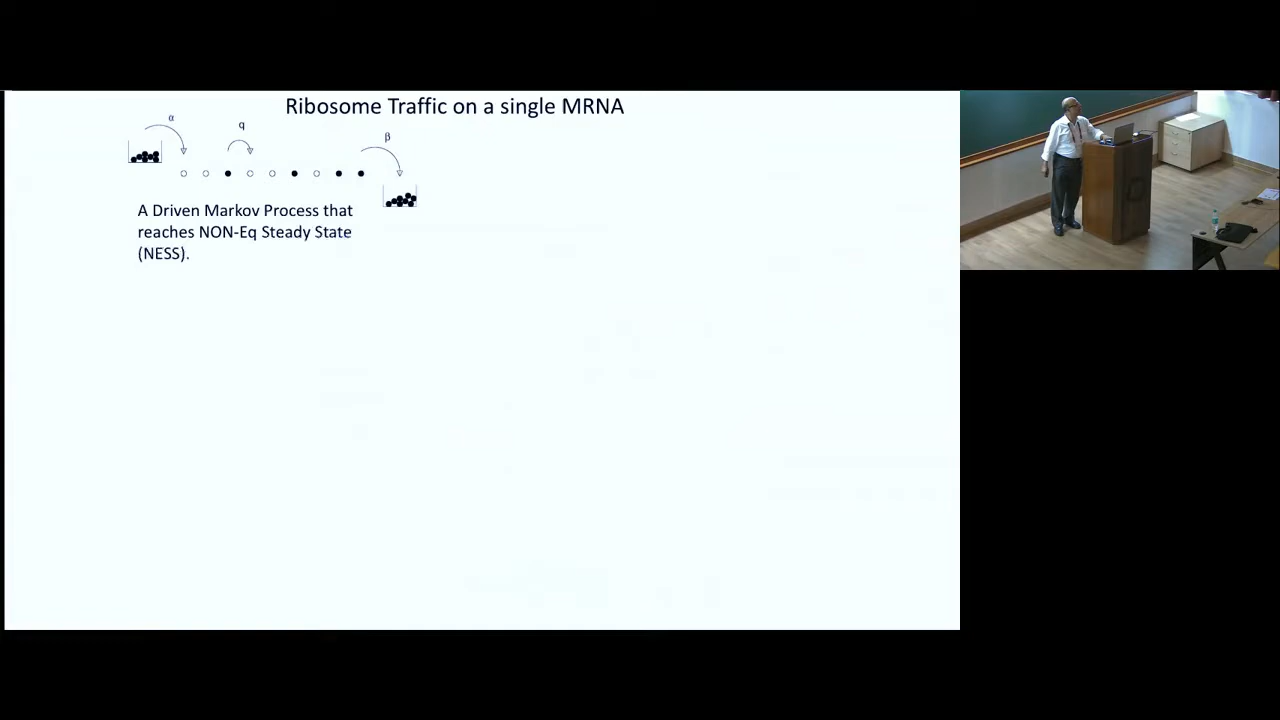 Ribosome Traffic on a single MRNA
α
q
β
A Driven Markov Process that
reaches NON-Eq Steady State
(NESS).